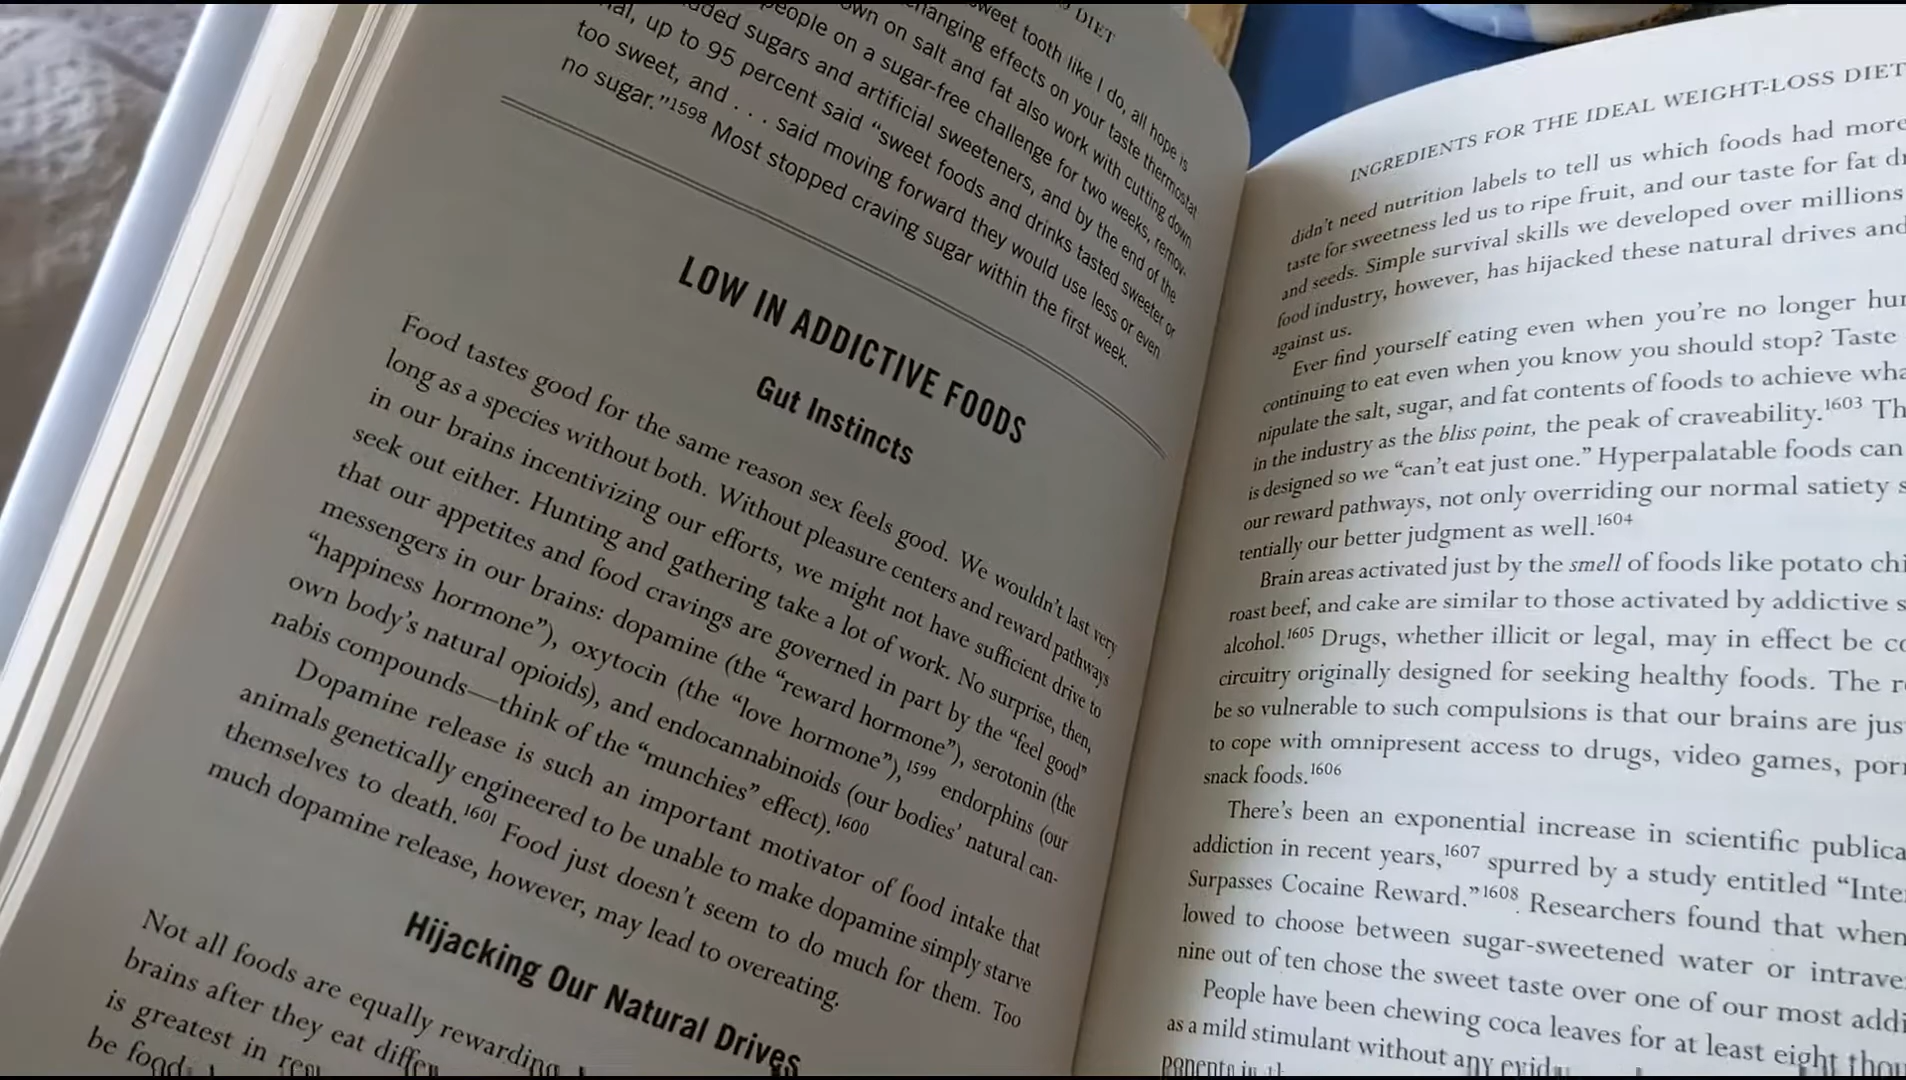 DIET
sweet tooth like I do, all hope is
changing effects on your taste thermostat
own on salt and fat also work with cutting down
people on a sugar-free challenge for two weeks, remov-
added sugars and artificial sweeteners, and by the end of the
up to 95 percent said “sweet foods and drinks tasted sweeter or
too sweet, and . . . said moving forward they would use less or even
no sugar.”1598 Most stopped craving sugar within the first week.
LOW IN ADDICTIVE FOODS
Gut Instincts
Food tastes good for the same reason sex feels good. We wouldn’t last very
long as a species without both. Without pleasure centers and reward pathways
in our brains incentivizing our efforts, we might not have sufficient drive to
seek out either. Hunting and gathering take a lot of work. No surprise, then,
that our appetites and food cravings are governed in part by the “feel good”
messengers in our brains: dopamine (the “reward hormone”), serotonin (the
“happiness hormone”), oxytocin (the “love hormone”),1599 endorphins (our
own body’s natural opioids), and endocannabinoids (our bodies’ natural can-
nabis compounds—think of the “munchies” effect).1600
Dopamine release is such an important motivator of food intake that
animals genetically engineered to be unable to make dopamine simply starve
themselves to death.1601 Food just doesn’t seem to do much for them. Too
much dopamine release, however, may lead to overeating.
Hijacking Our Natural Drives
Not all foods are equally rewarding
brains after they eat
is greatest in
be
INGREDIENTS FOR THE IDEAL WEIGHT-LOSS DIET
didn’t need nutrition labels to tell us which foods had more
taste for sweetness led us to ripe fruit, and our taste for fat
and seeds. Simple survival skills we developed over millions
food industry, however, has hijacked these natural drives and
against us.
Ever find yourself eating even when you’re no longer
continuing to eat even when you know you should stop? Taste
nipulate the salt, sugar, and fat contents of foods to achieve
in the industry as the bliss point, the peak of craveability.1603
is designed so we “can’t eat just one.” Hyperpalatable foods can
our reward pathways, not only overriding our normal satiety
tentially our better judgment as well.1604
Brain areas activated just by the smell of foods like potato
roast beef, and cake are similar to those activated by addictive
alcohol.1605 Drugs, whether illicit or legal, may in effect be
circuitry originally designed for seeking healthy foods. The
be so vulnerable to such compulsions is that our brains are
to cope with omnipresent access to drugs, video games,
snack foods.1606
There’s been an exponential increase in scientific
addiction in recent years,1607 spurred by a study entitled
Surpasses Cocaine Reward.”1608 Researchers found that when
lowed to choose between sugar-sweetened water or
nine out of ten chose the sweet taste over one of our most
People have been chewing coca leaves for at least eight
as a mild stimulant without any